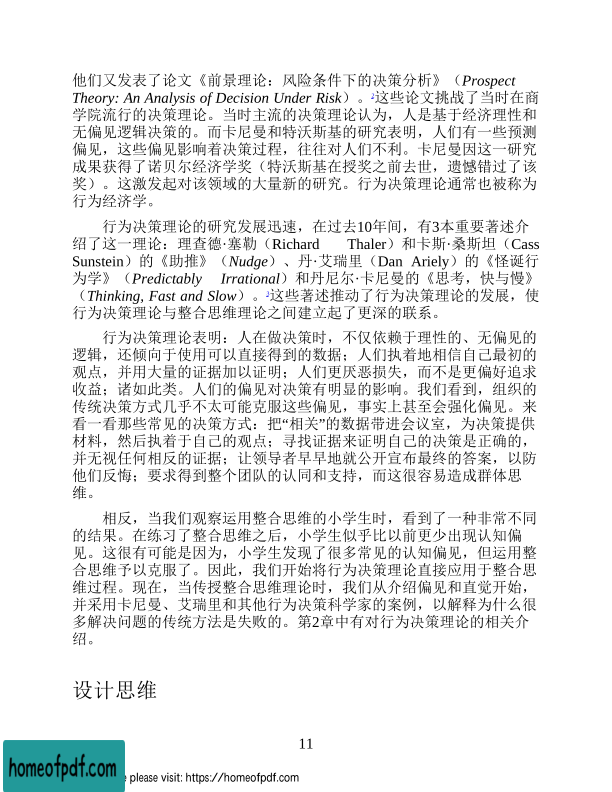 他们又发表了论文《前景理论：风险条件下的决策分析》（Prospect
Theory: An Analysis of Decision Under Risk）。2这些论文挑战了当时在商
学院流行的决策理论。当时主流的决策理论认为，人是基于经济理性和
无偏见逻辑决策的。而卡尼曼和特沃斯基的研究表明，人们有一些预测
偏见，这些偏见影响着决策过程，往往对人们不利。卡尼曼因这一研究
成果获得了诺贝尔经济学奖（特沃斯基在授奖之前去世，遗憾错过了该
奖）。这激发起对该领域的大量新的研究。行为决策理论通常也被称为
行为经济学。
行为决策理论的研究发展迅速，在过去10年间，有3本重要著述介
绍了这一理论：理查德·塞勒（Richard Thaler）和卡斯·桑斯坦（Cass
Sunstein）的《助推》（Nudge）、丹·艾瑞里（Dan Ariely）的《怪诞行
为学》（Predictably Irrational）和丹尼尔·卡尼曼的《思考，快与慢》
（Thinking, Fast and Slow）。3这些著述推动了行为决策理论的发展，使
行为决策理论与整合思维理论之间建立起了更深的联系。
行为决策理论表明：人在做决策时，不仅依赖于理性的、无偏见的
逻辑，还倾向于使用可以直接得到的数据；人们执着地相信自己最初的
观点，并用大量的证据加以证明；人们更厌恶损失，而不是更偏好追求
收益；诸如此类。人们的偏见对决策有明显的影响。我们看到，组织的
传统决策方式几乎不太可能克服这些偏见，事实上甚至会强化偏见。来
看一看那些常见的决策方式：把“相关”的数据带进会议室，为决策提供
材料，然后执着于自己的观点；寻找证据来证明自己的决策是正确的，
并无视任何相反的证据；让领导者早早地就公开宣布最终的答案，以防
他们反悔；要求得到整个团队的认同和支持，而这很容易造成群体思
维。
相反，当我们观察运用整合思维的小学生时，看到了一种非常不同
的结果。在练习了整合思维之后，小学生似乎比以前更少出现认知偏
见。这很有可能是因为，小学生发现了很多常见的认知偏见，但运用整
合思维予以克服了。因此，我们开始将行为决策理论直接应用于整合思
维过程。现在，当传授整合思维理论时，我们从介绍偏见和直觉开始，
并采用卡尼曼、艾瑞里和其他行为决策科学家的案例，以解释为什么很
多解决问题的传统方法是失败的。第2章中有对行为决策理论的相关介
绍。
设计思维
11
homeofpdf.com
please visit: https://homeofpdf.com